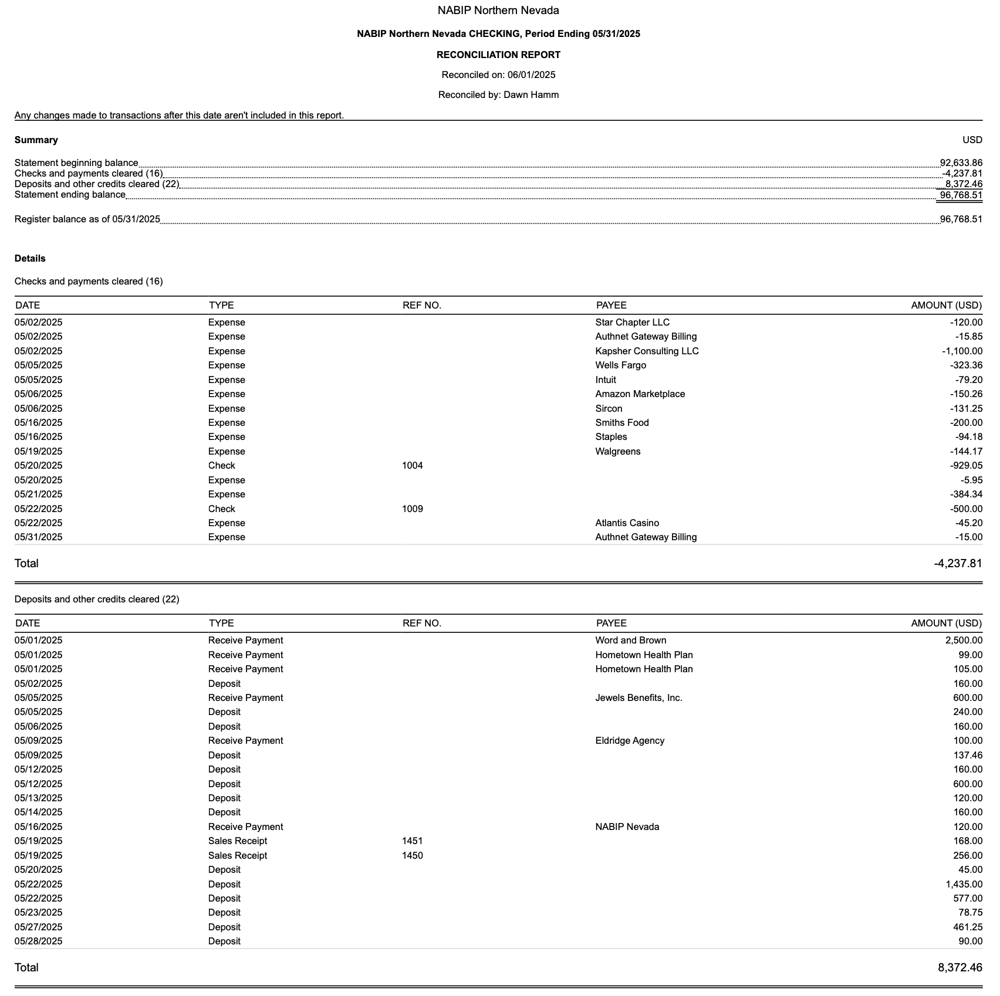 NABIP Northern Nevada
NABIP Northern Nevada CHECKING, Period Ending 05/31/2025
RECONCILIATION REPORT
Reconciled on: 06/01/2025
Reconciled by: Dawn Hamm
Any changes made to transactions after this date aren't included in this report.
Summary USD
Statement beginning balance 92,633.86
Checks and payments cleared (16) -4,237.81
Deposits and other credits cleared (22) 8,372.46
Statement ending balance 96,768.51
Register balance as of 05/31/2025 96,768.51
Details
Checks and payments cleared (16)
DATE TYPE REF NO. PAYEE AMOUNT (USD)
05/02/2025 Expense Star Chapter LLC -120.00
05/02/2025 Expense Authnet Gateway Billing -15.85
05/02/2025 Expense Kapsher Consulting LLC -1,100.00
05/05/2025 Expense Wells Fargo -323.36
05/05/2025 Expense Intuit -79.20
05/06/2025 Expense Amazon Marketplace -150.26
05/06/2025 Expense Sircon -131.25
05/16/2025 Expense Smiths Food -200.00
05/16/2025 Expense Staples -94.18
05/19/2025 Expense Walgreens -144.17
05/20/2025 Check 1004 -929.05
05/20/2025 Expense -5.95
05/21/2025 Expense -384.34
05/22/2025 Check 1009 -500.00
05/22/2025 Expense Atlantis Casino -45.20
05/31/2025 Expense Authnet Gateway Billing -15.00
Total -4,237.81
Deposits and other credits cleared (22)
DATE TYPE REF NO. PAYEE AMOUNT (USD)
05/01/2025 Receive Payment Word and Brown 2,500.00
05/01/2025 Receive Payment Hometown Health Plan 99.00
05/01/2025 Receive Payment Hometown Health Plan 105.00
05/02/2025 Deposit 160.00
05/05/2025 Receive Payment Jewels Benefits, Inc. 600.00
05/05/2025 Deposit 240.00
05/06/2025 Deposit 160.00
05/09/2025 Receive Payment Eldridge Agency 100.00
05/09/2025 Deposit 137.46
05/12/2025 Deposit 160.00
05/12/2025 Deposit 600.00
05/13/2025 Deposit 120.00
05/14/2025 Deposit 160.00
05/16/2025 Receive Payment NABIP Nevada 120.00
05/19/2025 Sales Receipt 1451 168.00
05/19/2025 Sales Receipt 1450 256.00
05/20/2025 Deposit 45.00
05/22/2025 Deposit 1,435.00
05/22/2025 Deposit 577.00
05/23/2025 Deposit 78.75
05/27/2025 Deposit 461.25
05/28/2025 Deposit 90.00
Total 8,372.46